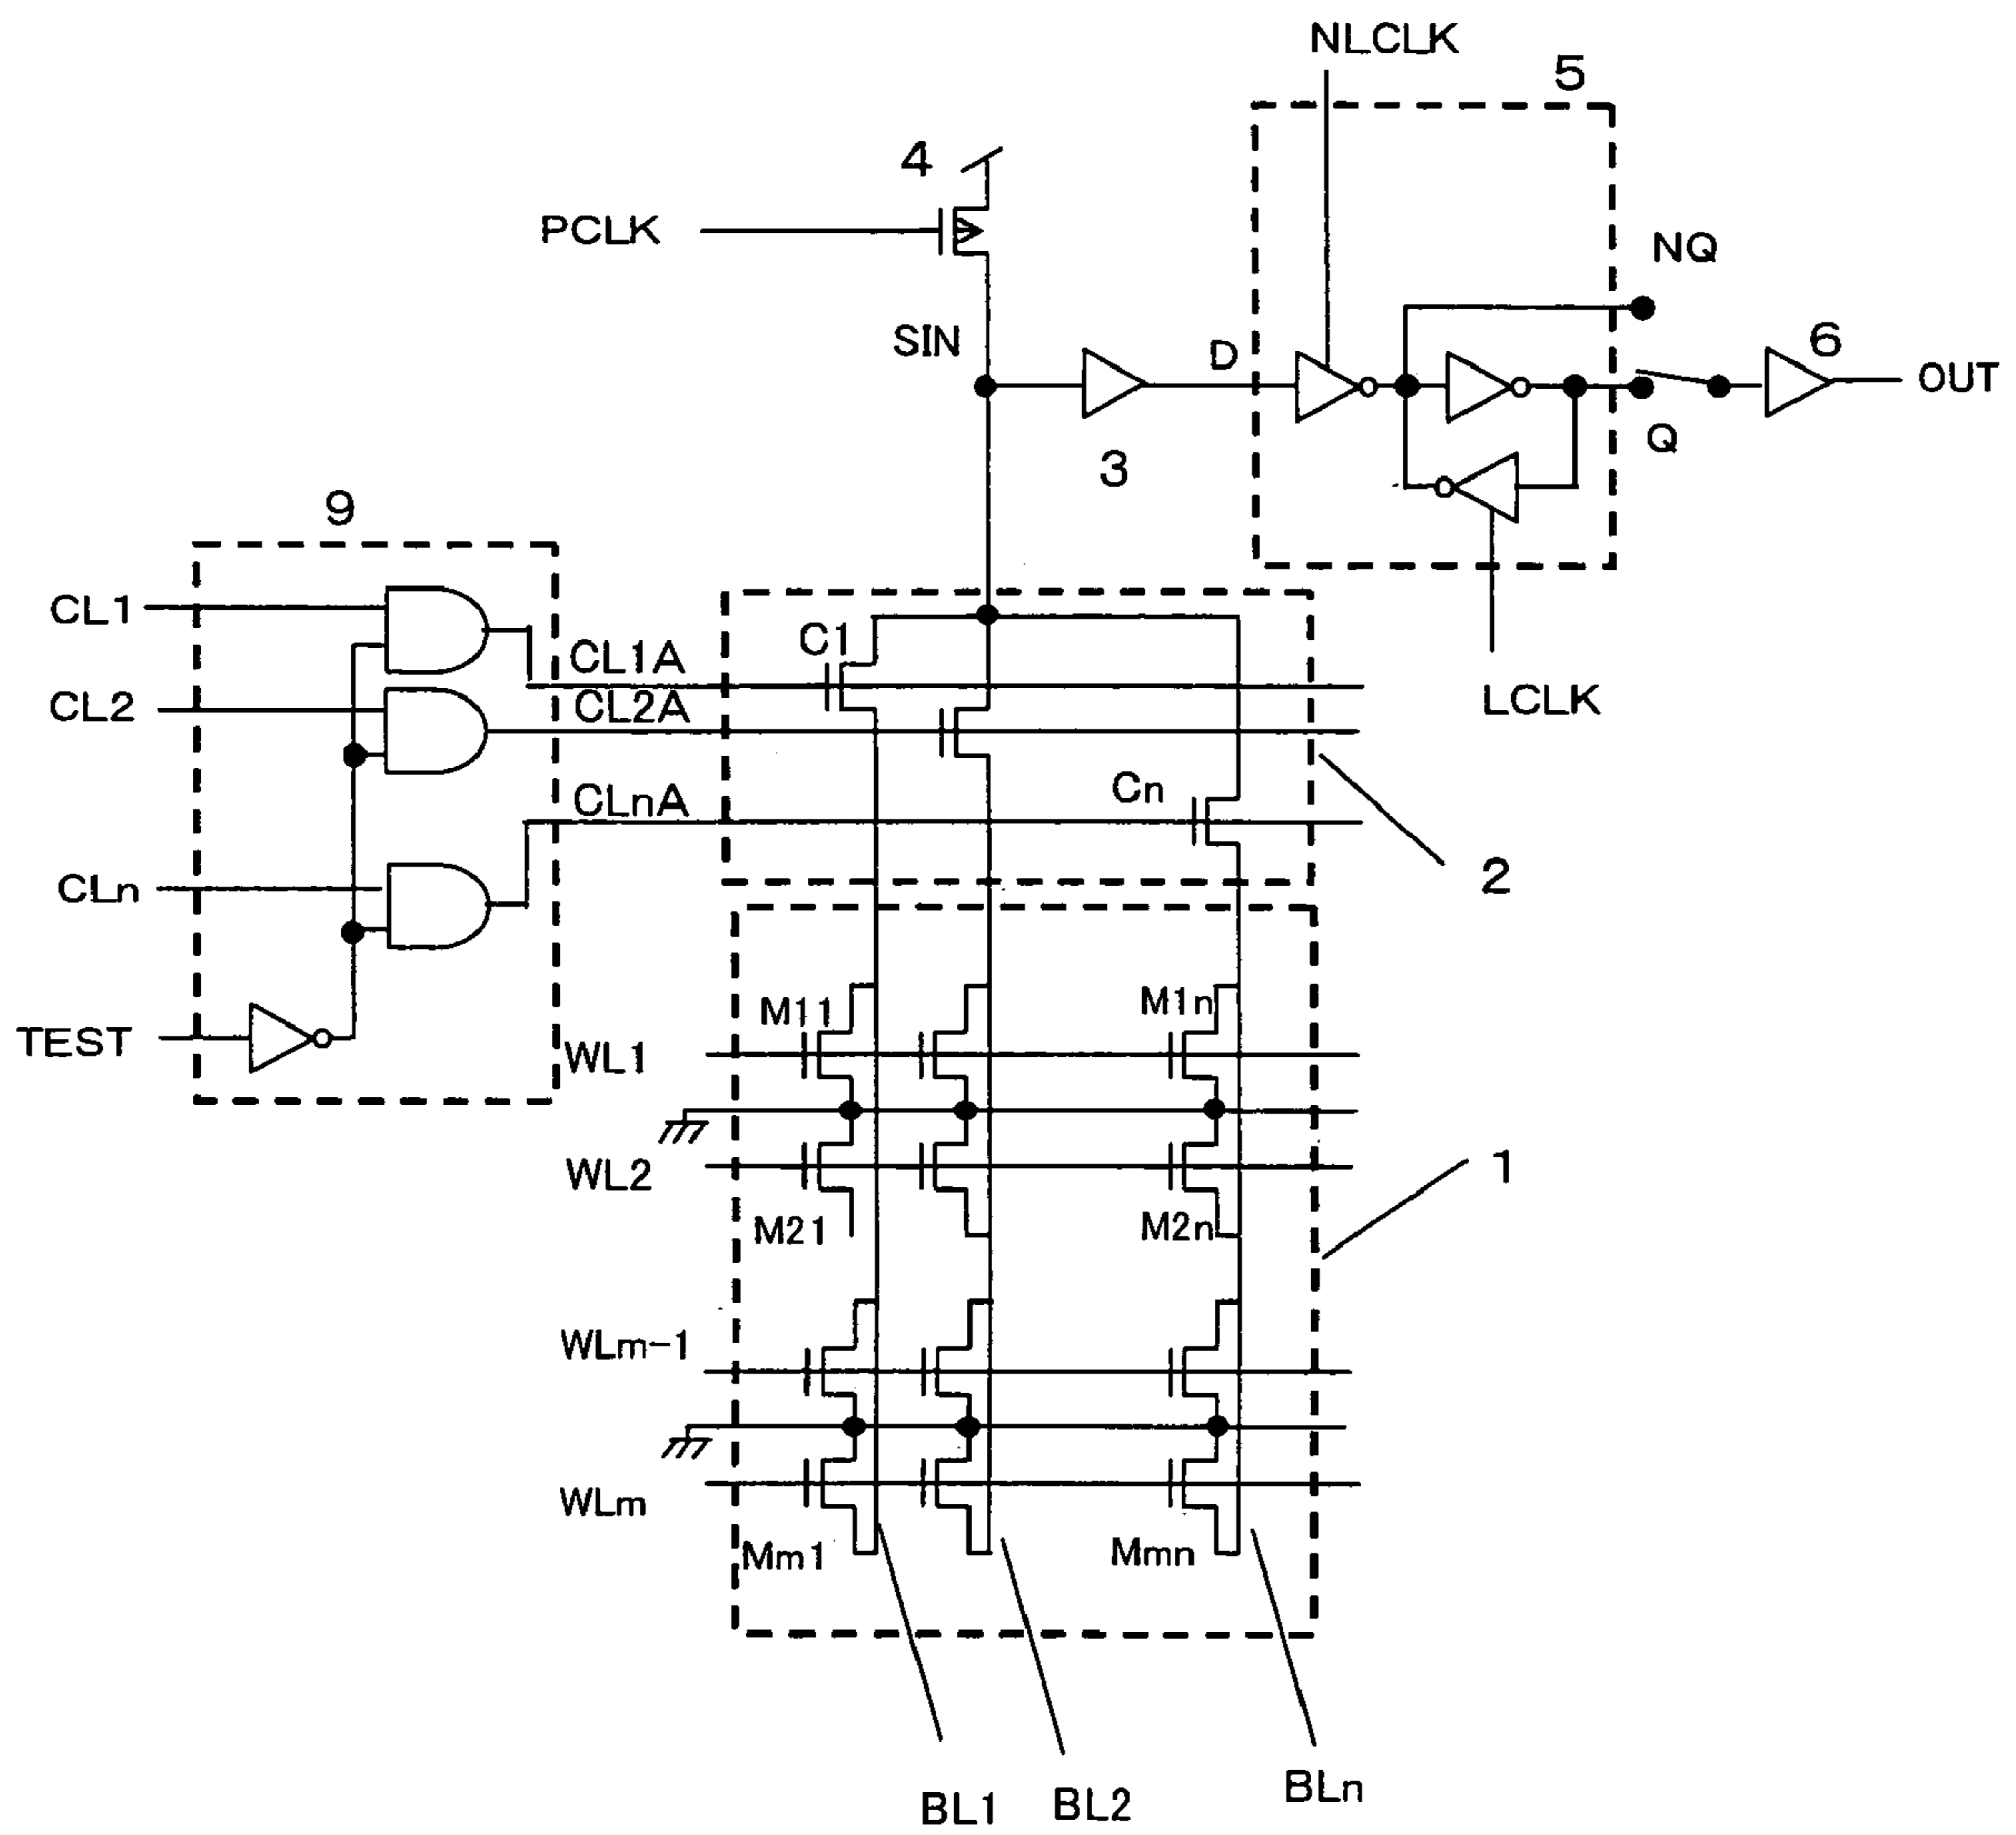 NLCLK
5
4
PCLK
NQ
SIN
D
6
OUT
Q
3
9
CL1
C1
CL1A
CL2
CL2A
LCLK
Cn
CLnA
2
CLn
M11
M1n
TEST
WL1
WL2
1
M21
M2n
WLm-1
WLm
Mm1
Mmn
BL1
BL2
BLn